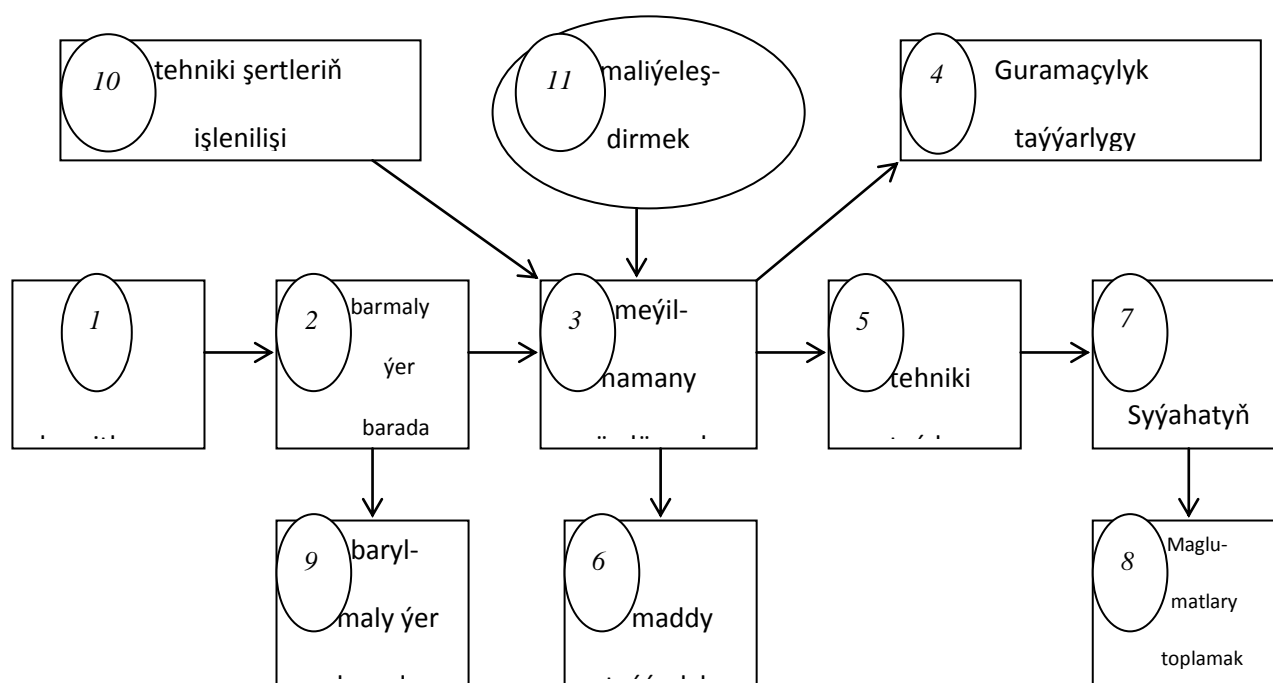 10
tehniki şertleriň
işlenilişi
11
maliýeleş-
dirmek
4
Guramaçylyk
taýýarlygy
1
2
barmaly
ýer
barada
3
meýil-
namany
5
tehniki
7
Syýahatyň
9
baryl-
maly ýer
6
maddy
8
Maglu-
matlary
toplamak